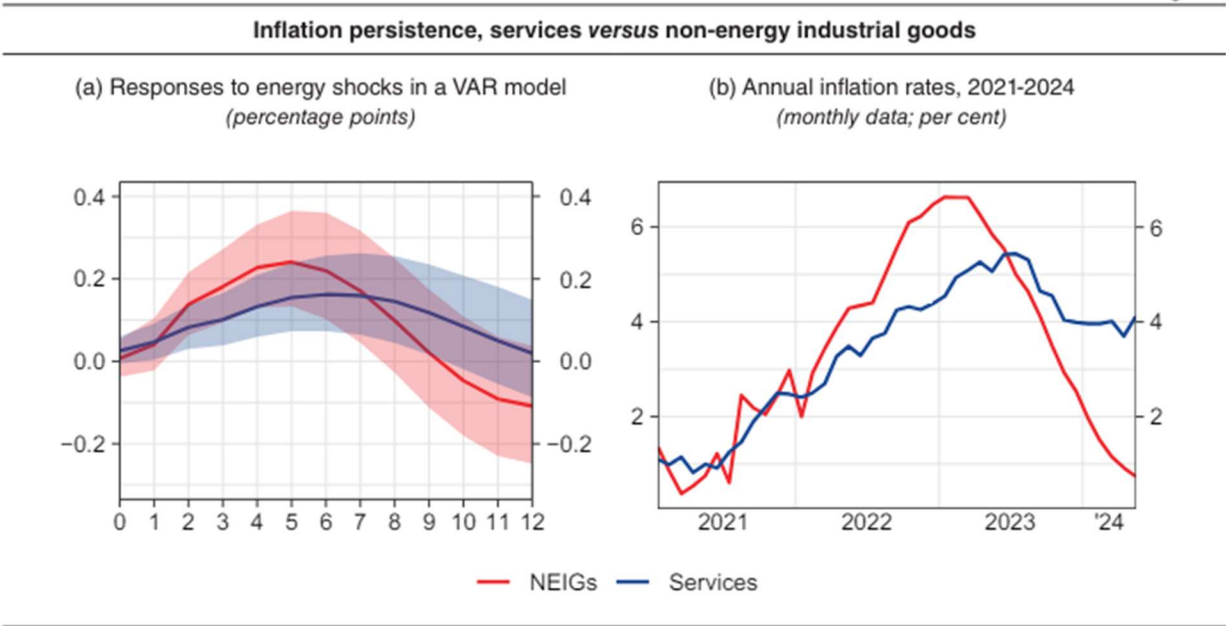 Inflation persistence, services versus non-energy industrial goods
(a) Responses to energy shocks in a VAR model
(percentage points)
0.4
0.2
0.0
−0.2
0.4
0.2
0.0
−0.2
0 1 2 3 4 5 6 7 8 9 10 11 12
(b) Annual inflation rates, 2021-2024
(monthly data; per cent)
6
4
2
6
4
2
2021 2022 2023 '24
NEIGs Services